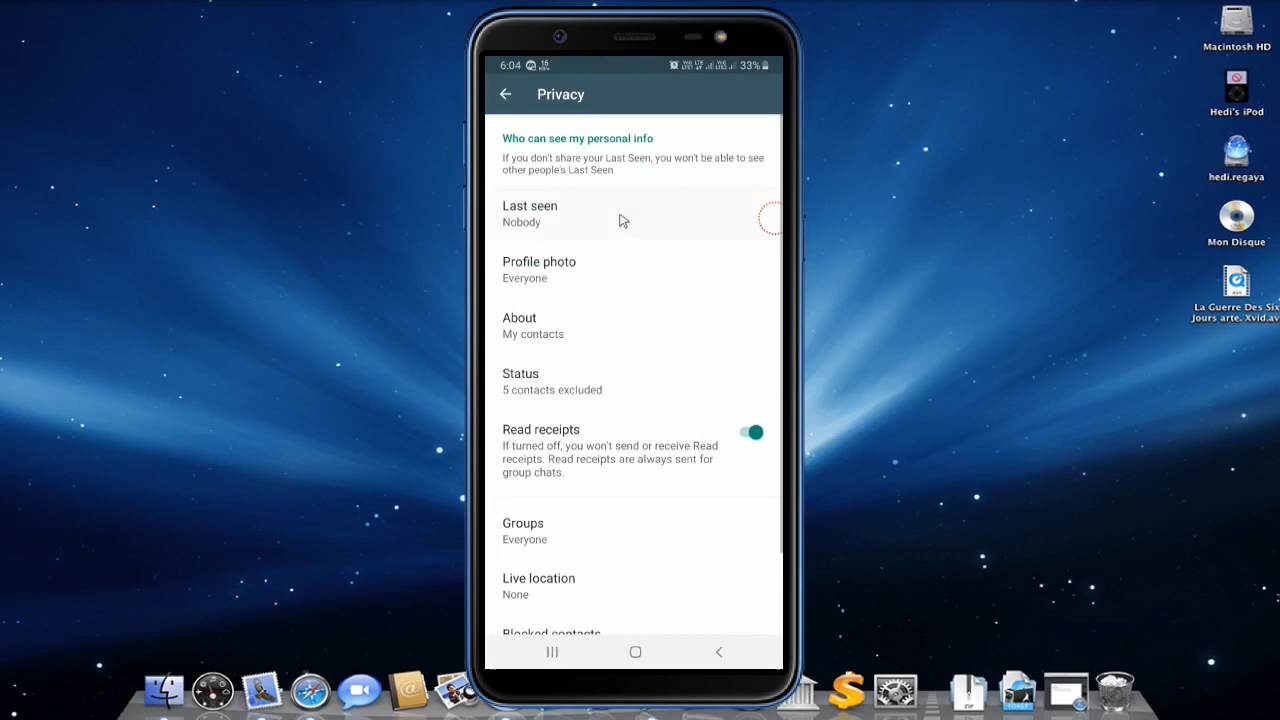 6:04
33%
Privacy
Who can see my personal info
If you don't share your Last Seen, you won't be able to see
other people's Last Seen
Last seen
Nobody
Profile photo
Everyone
About
My contacts
Status
5 contacts excluded
Read receipts
If turned off, you won't send or receive Read
receipts. Read receipts are always sent for
group chats.
Groups
Everyone
Live location
None
Blocked contacts
Macintosh HD
Hedi's iPod
hedi.regaya
Mon Disque
La Guerre Des Six
Jours arte. Xvid.av
ZIP